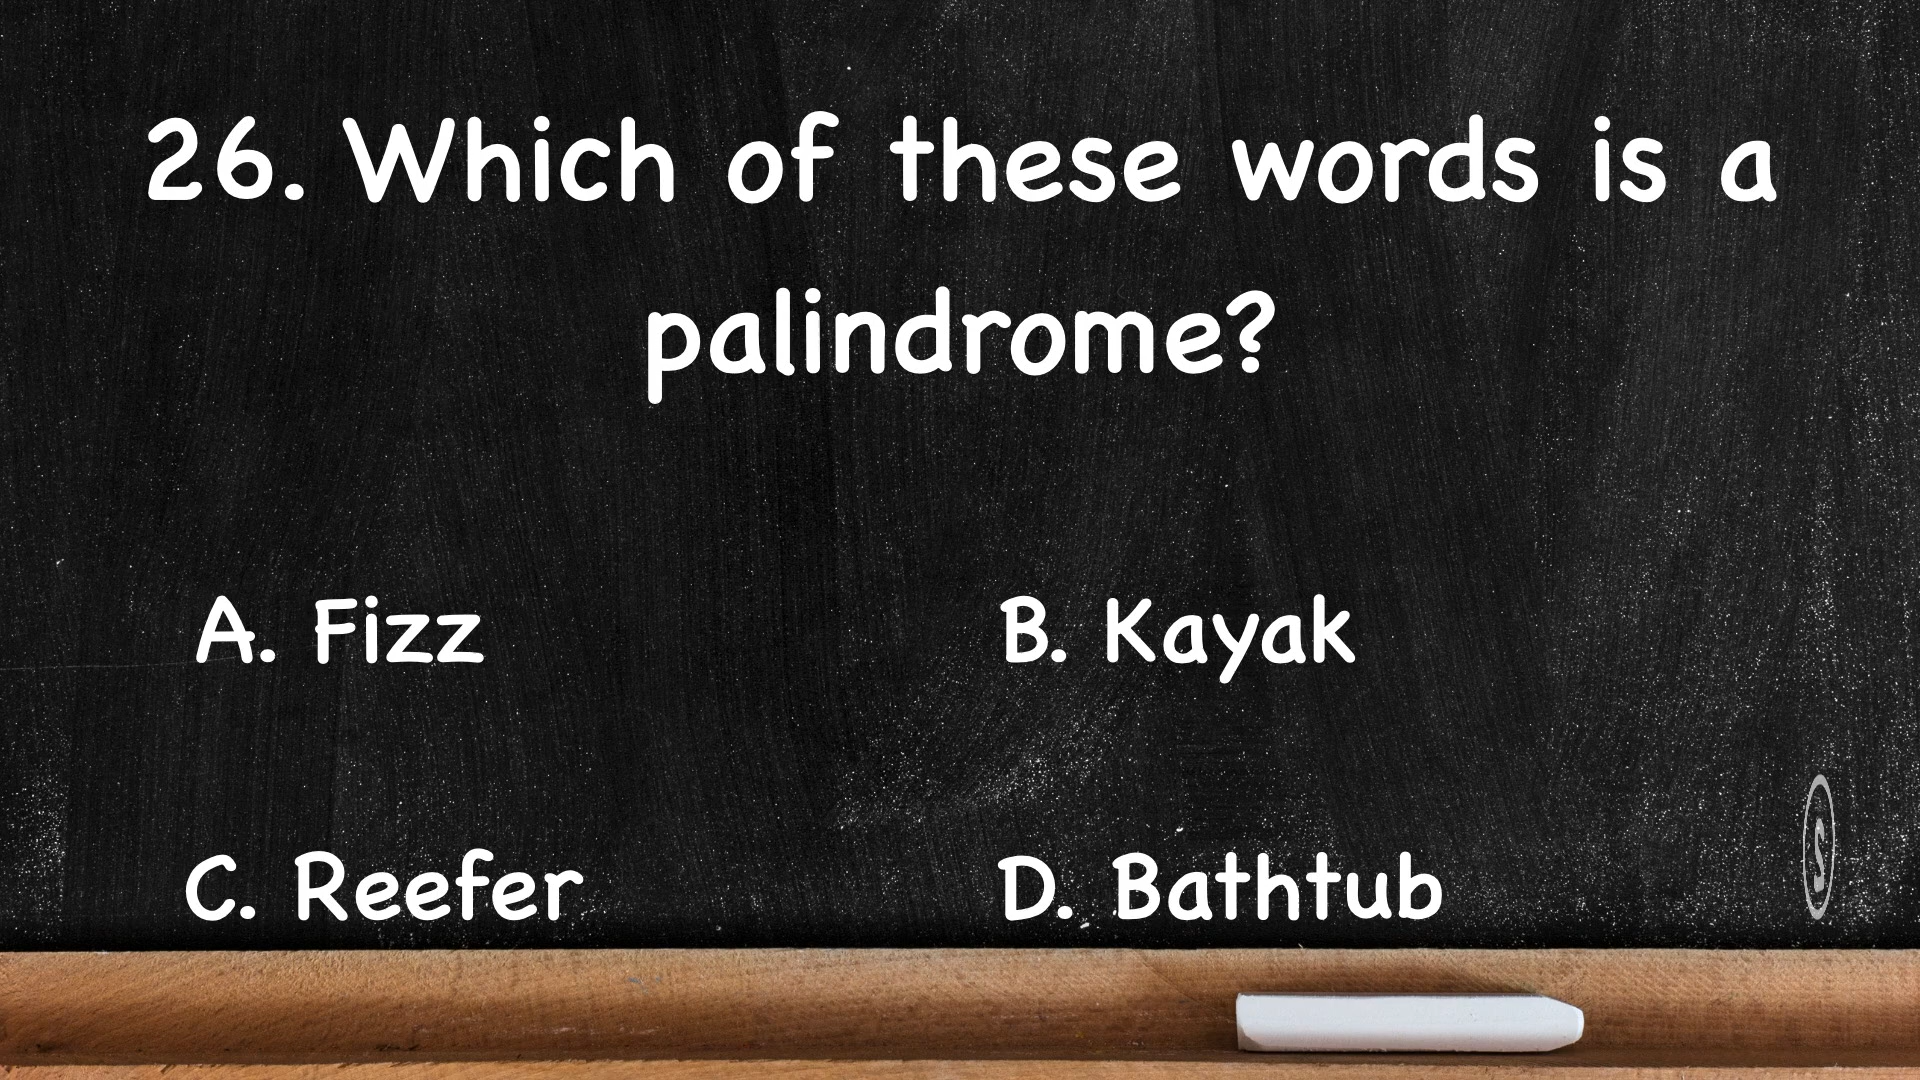 26. Which of these words is a
palindrome?
A. Fizz
B. Kayak
C. Reefer
D. Bathtub
S